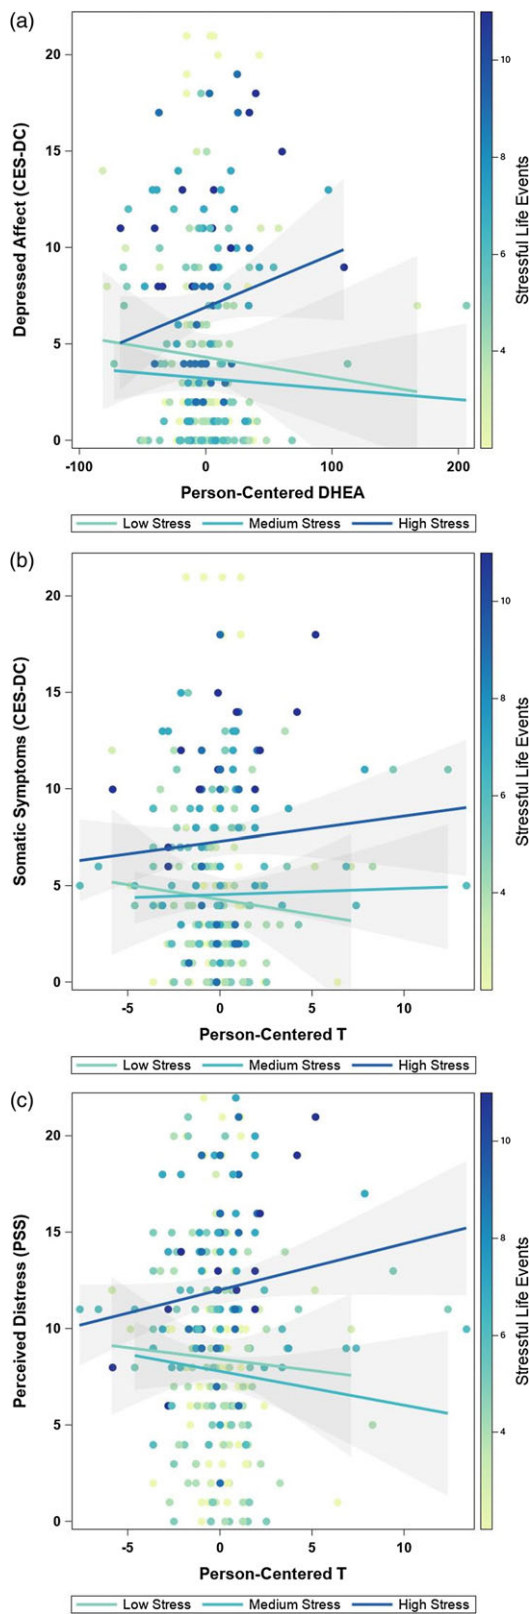 (a)
20
15
10
5
0
Depressed Affect (CES-DC)
-100
0
100
200
Person-Centered DHEA
10
8
6
4
Stressful Life Events
Low Stress Medium Stress High Stress
(b)
20
15
10
5
0
Somatic Symptoms (CES-DC)
-5
0
5
10
Person-Centered T
10
8
6
4
Stressful Life Events
Low Stress Medium Stress High Stress
(c)
20
15
10
5
0
Perceived Distress (PSS)
-5
0
5
10
Person-Centered T
10
8
6
4
Stressful Life Events
Low Stress Medium Stress High Stress